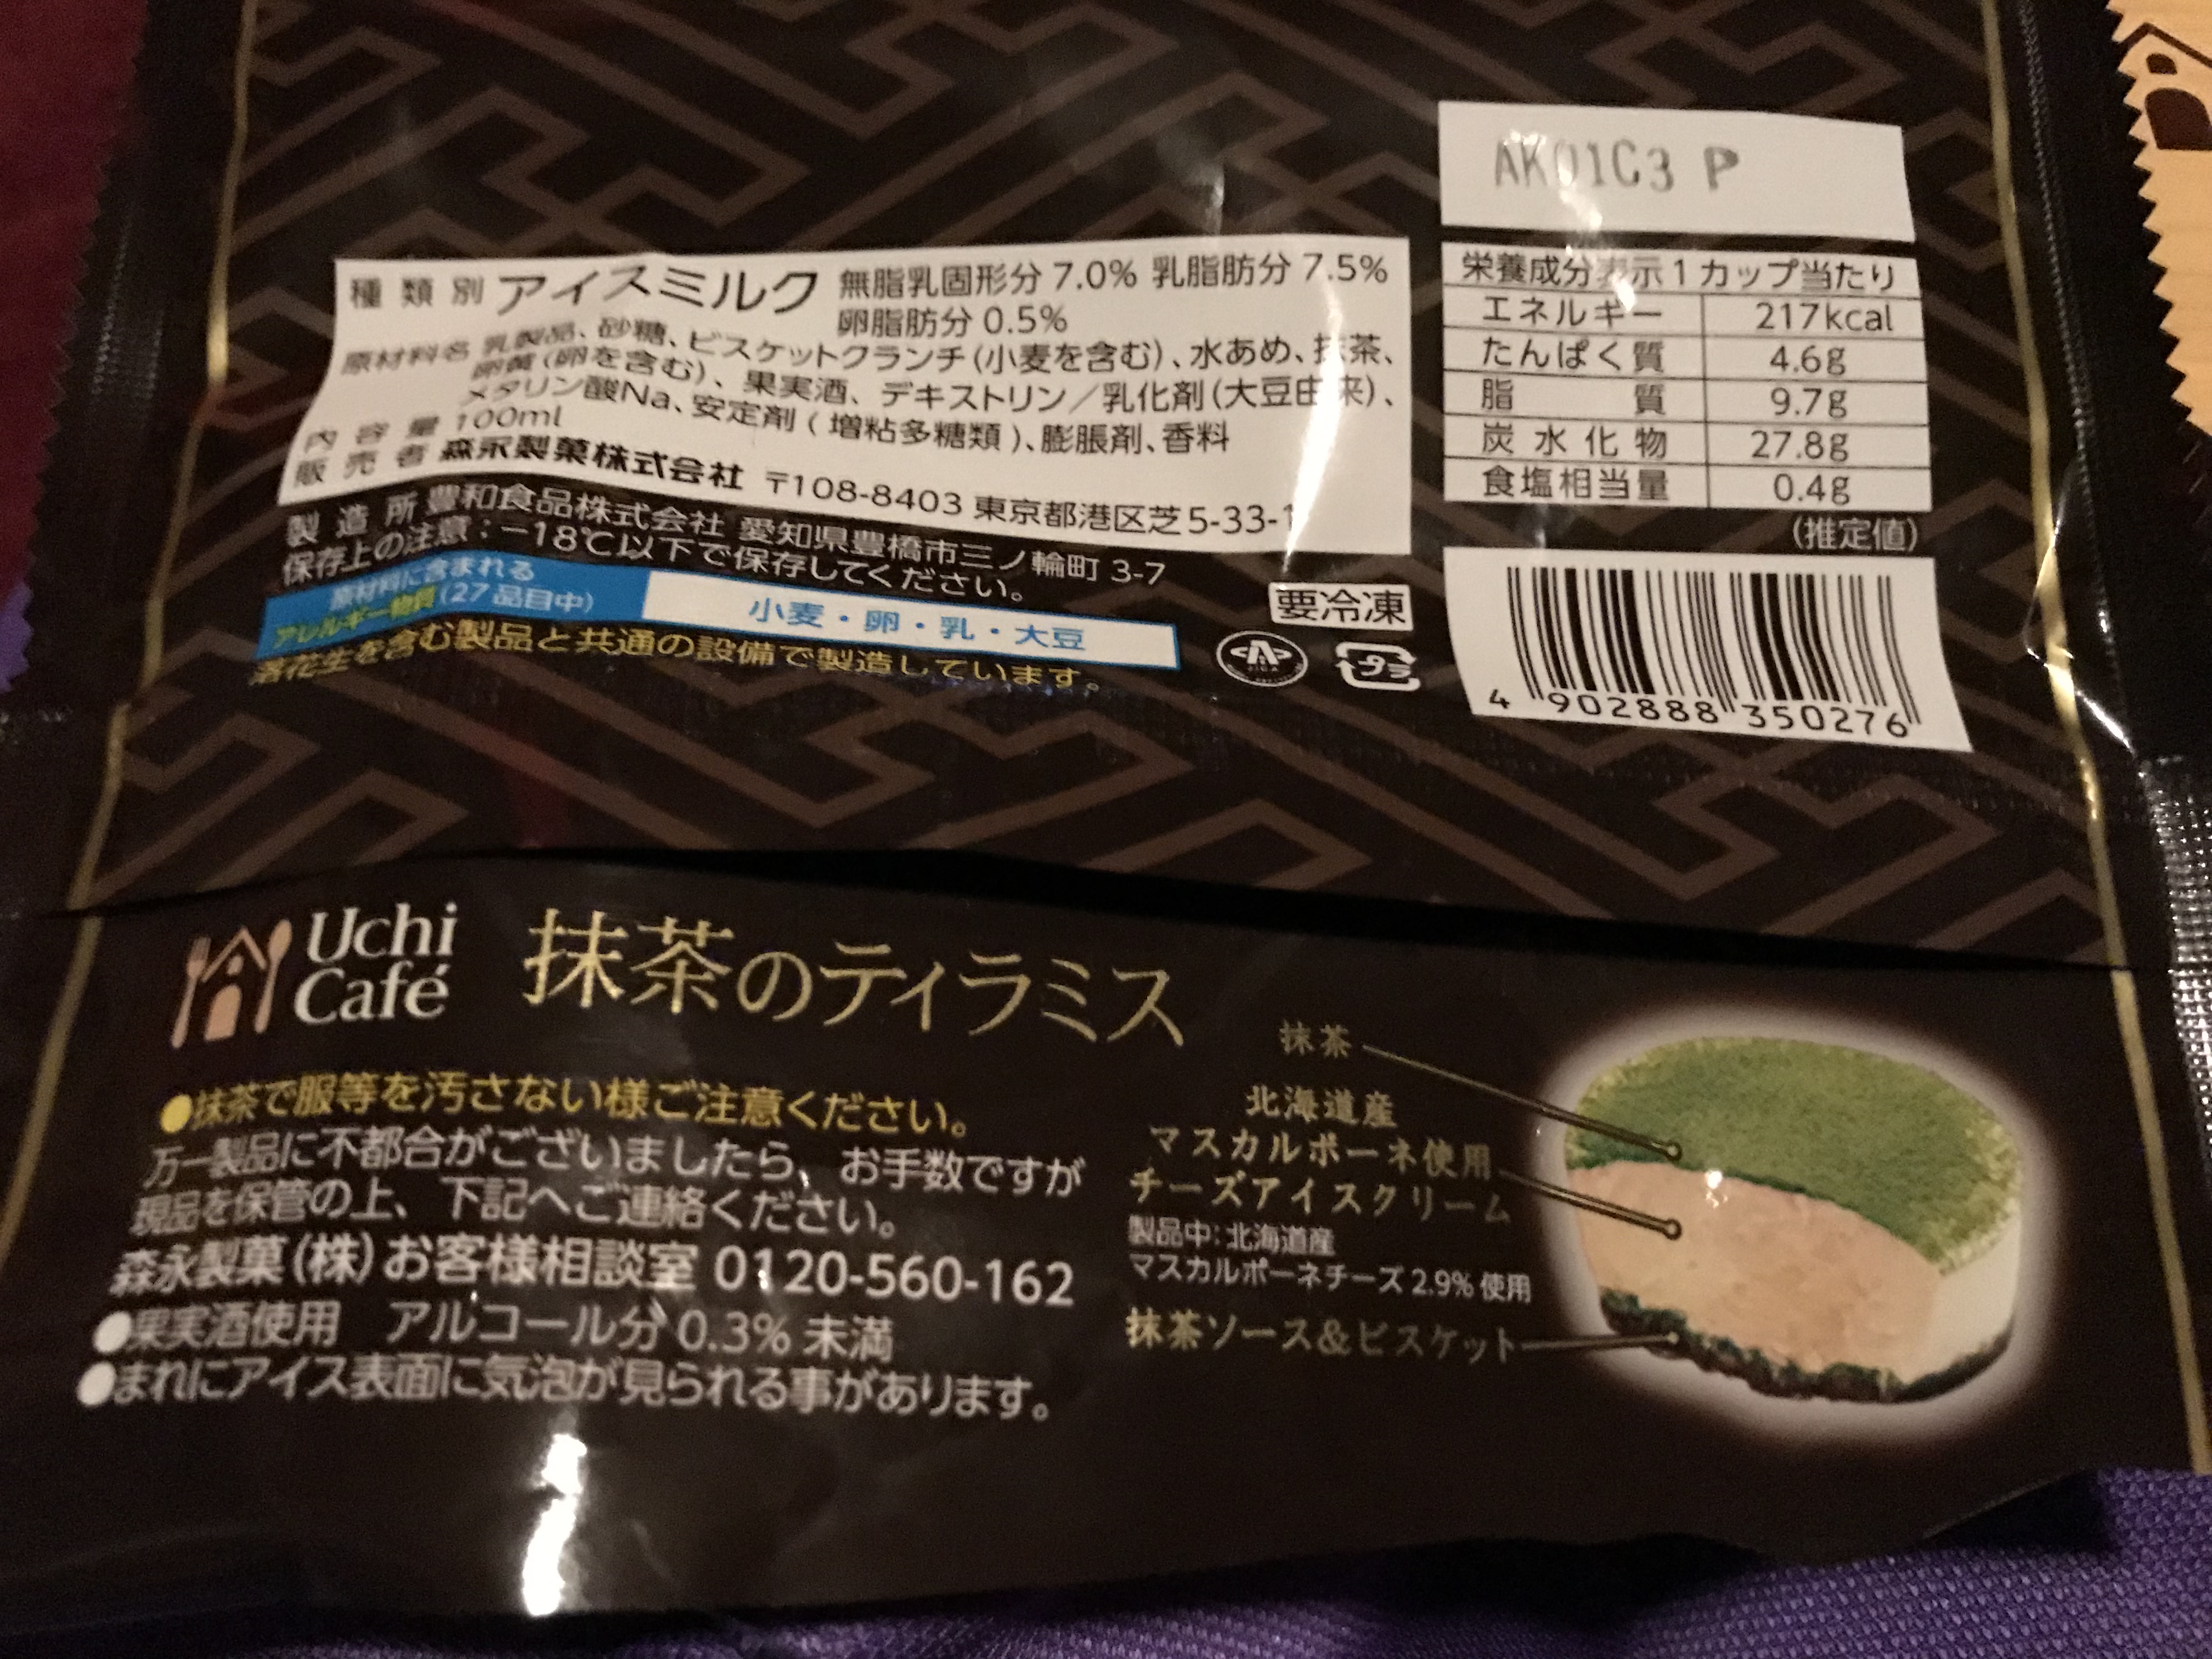 AK01C3 P
種類別 アイスミルク 無脂乳固形分 7.0% 乳脂肪分 7.5%
卵脂肪分 0.5%
原材料名 乳製品、砂糖、ビスケットクランチ(小麦を含む)、水あめ、抹茶、
卵黄(卵を含む)、果実酒、デキストリン/乳化剤(大豆由来)、
メタリン酸Na、安定剤(増粘多糖類)、膨脹剤、香料
内容量 100ml
販売者 森永製菓株式会社 〒108-8403 東京都港区芝5-33-1
製造所 豊和食品株式会社 愛知県豊橋市三ノ輪町 3-7
保存上の注意:-18℃以下で保存してください。
原材料に含まれる
アレルギー物質(27品目中)
小麦・卵・乳・大豆
落花生を含む製品と共通の設備で製造しています。
要冷凍
プラ
栄養成分表示1カップ当たり
エネルギー 217kcal
たんぱく質 4.6g
脂質 9.7g
炭水化物 27.8g
食塩相当量 0.4g
(推定値)
4 902888 350276
Uchi
Café
抹茶のティラミス
●抹茶で服等を汚さない様ご注意ください。
万一製品に不都合がございましたら、お手数ですが
現品を保管の上、下記へご連絡ください。
森永製菓(株)お客様相談室 0120-560-162
●果実酒使用 アルコール分 0.3% 未満
●まれにアイス表面に気泡が見られる事があります。
抹茶
北海道産
マスカルポーネ使用
チーズアイスクリーム
製品中:北海道産
マスカルポーネチーズ 2.9% 使用
抹茶ソース&ビスケット